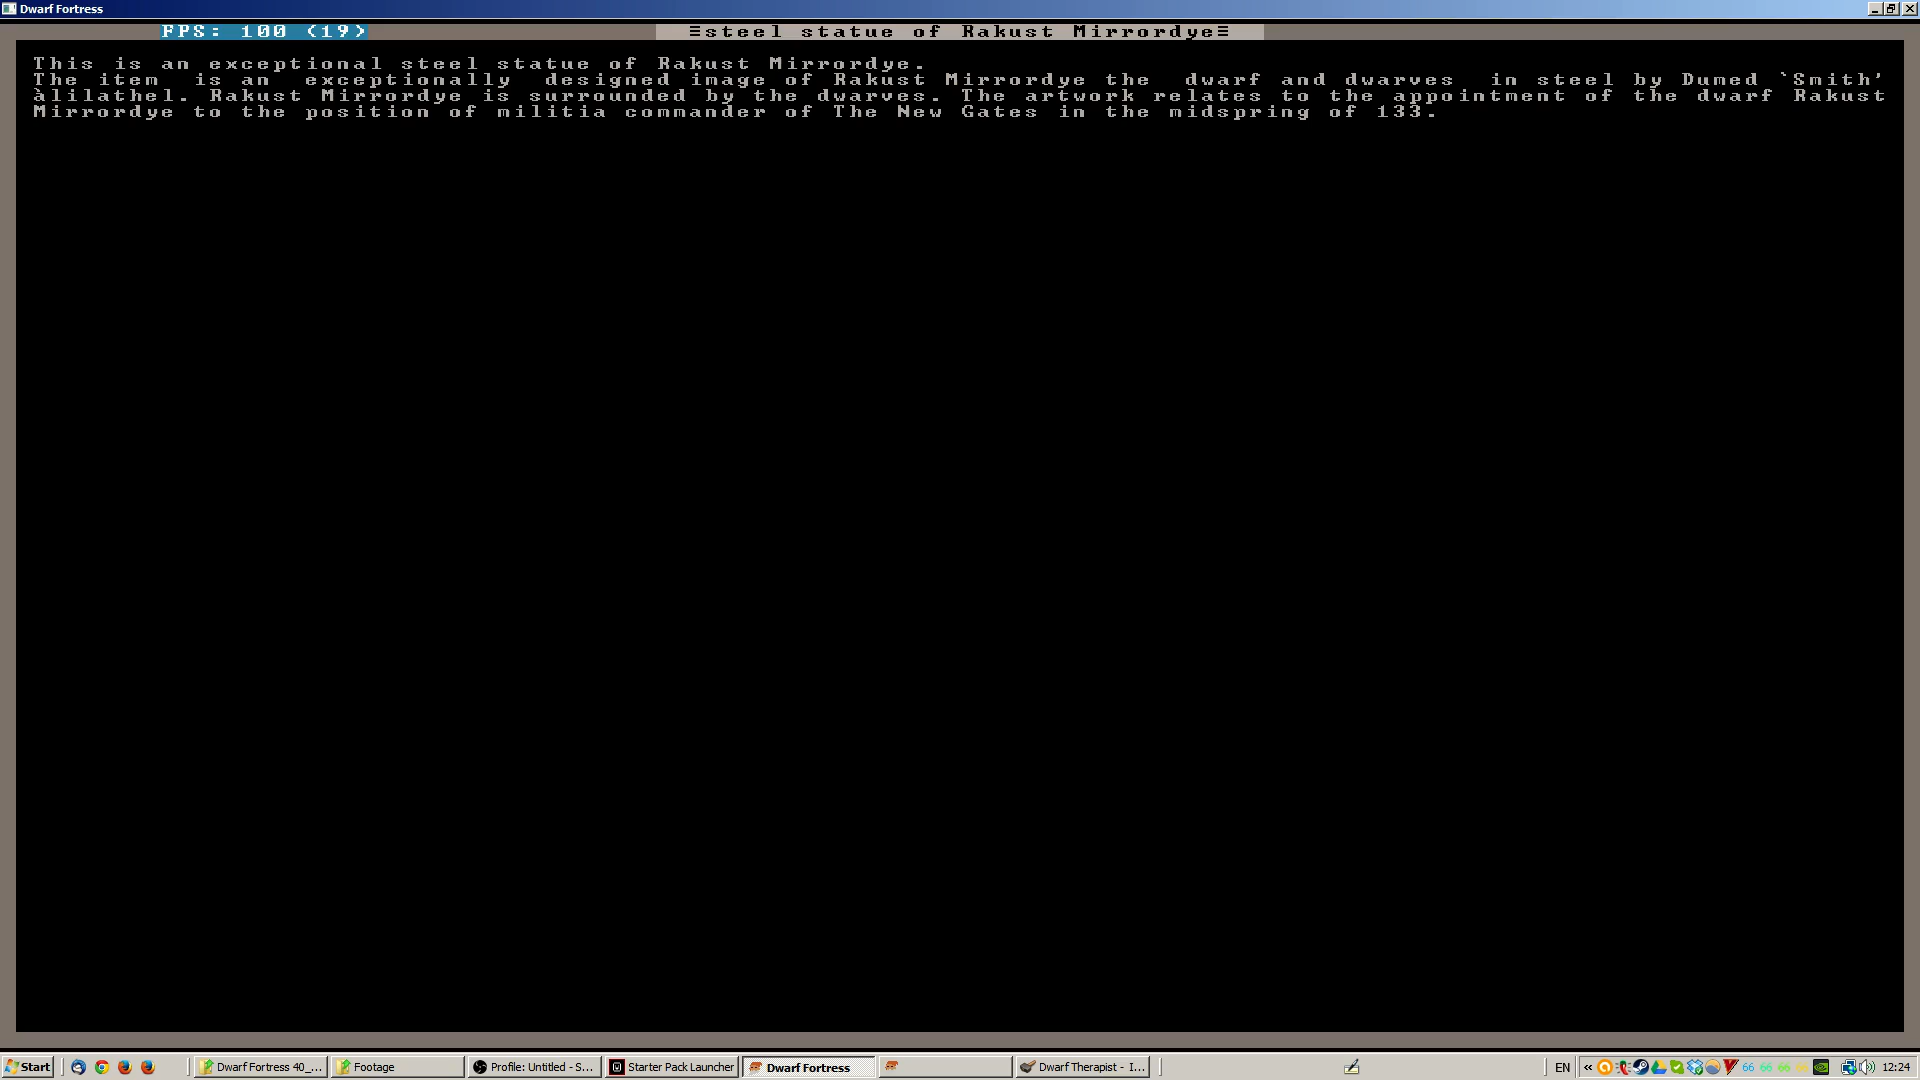 Dwarf Fortress
FPS: 100 (19)
≡steel statue of Rakust Mirrordye≡
This is an exceptional steel statue of Rakust Mirrordye.
The item is an exceptionally designed image of Rakust Mirrordye the dwarf and dwarves in steel by Dumed `Smith'
àlilathel. Rakust Mirrordye is surrounded by the dwarves. The artwork relates to the appointment of the dwarf Rakust
Mirrordye to the position of militia commander of The New Gates in the midspring of 133.
Start Dwarf Fortress 40_... Footage Profile: Untitled - S... Starter Pack Launcher Dwarf Fortress Dwarf Therapist - I... EN « 66 66 66 12:24